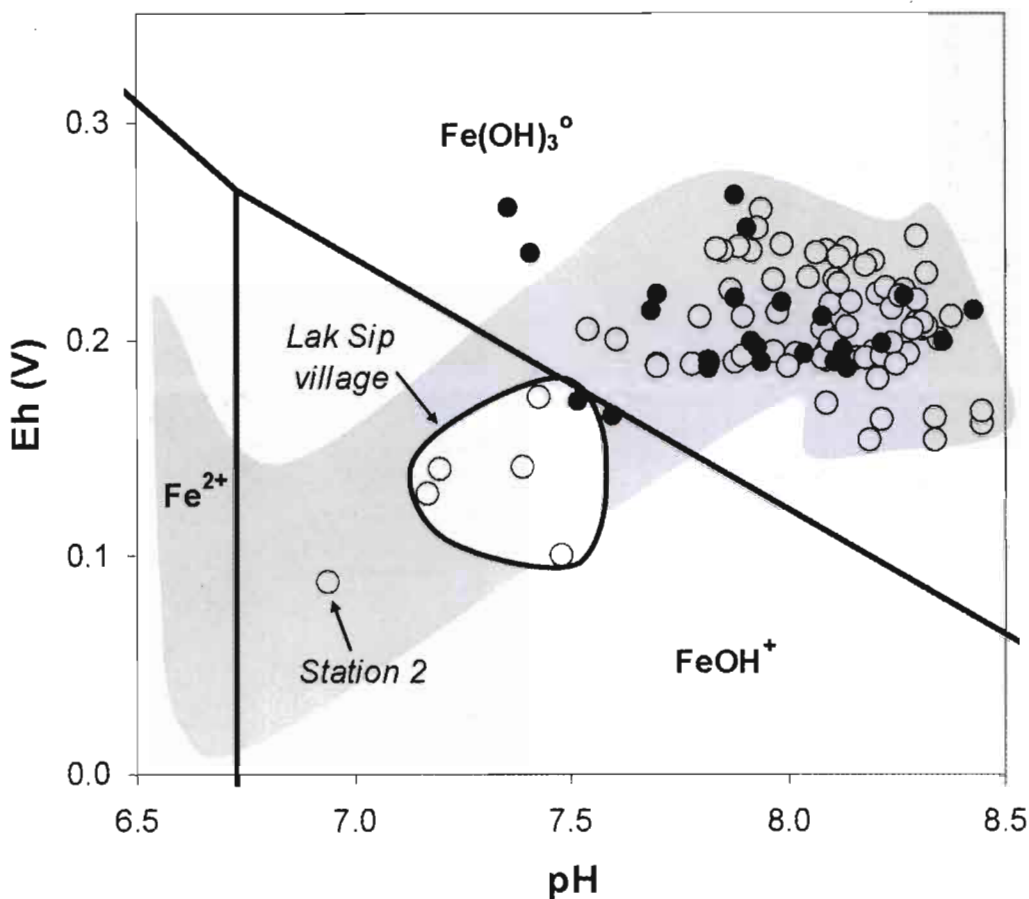 Fe(OH)₃°
0.3
Lak Sip
village
0.2
Eh (V)
Fe²⁺
0.1
Station 2
FeOH⁺
0.0
6.5 7.0 7.5 8.0 8.5
pH